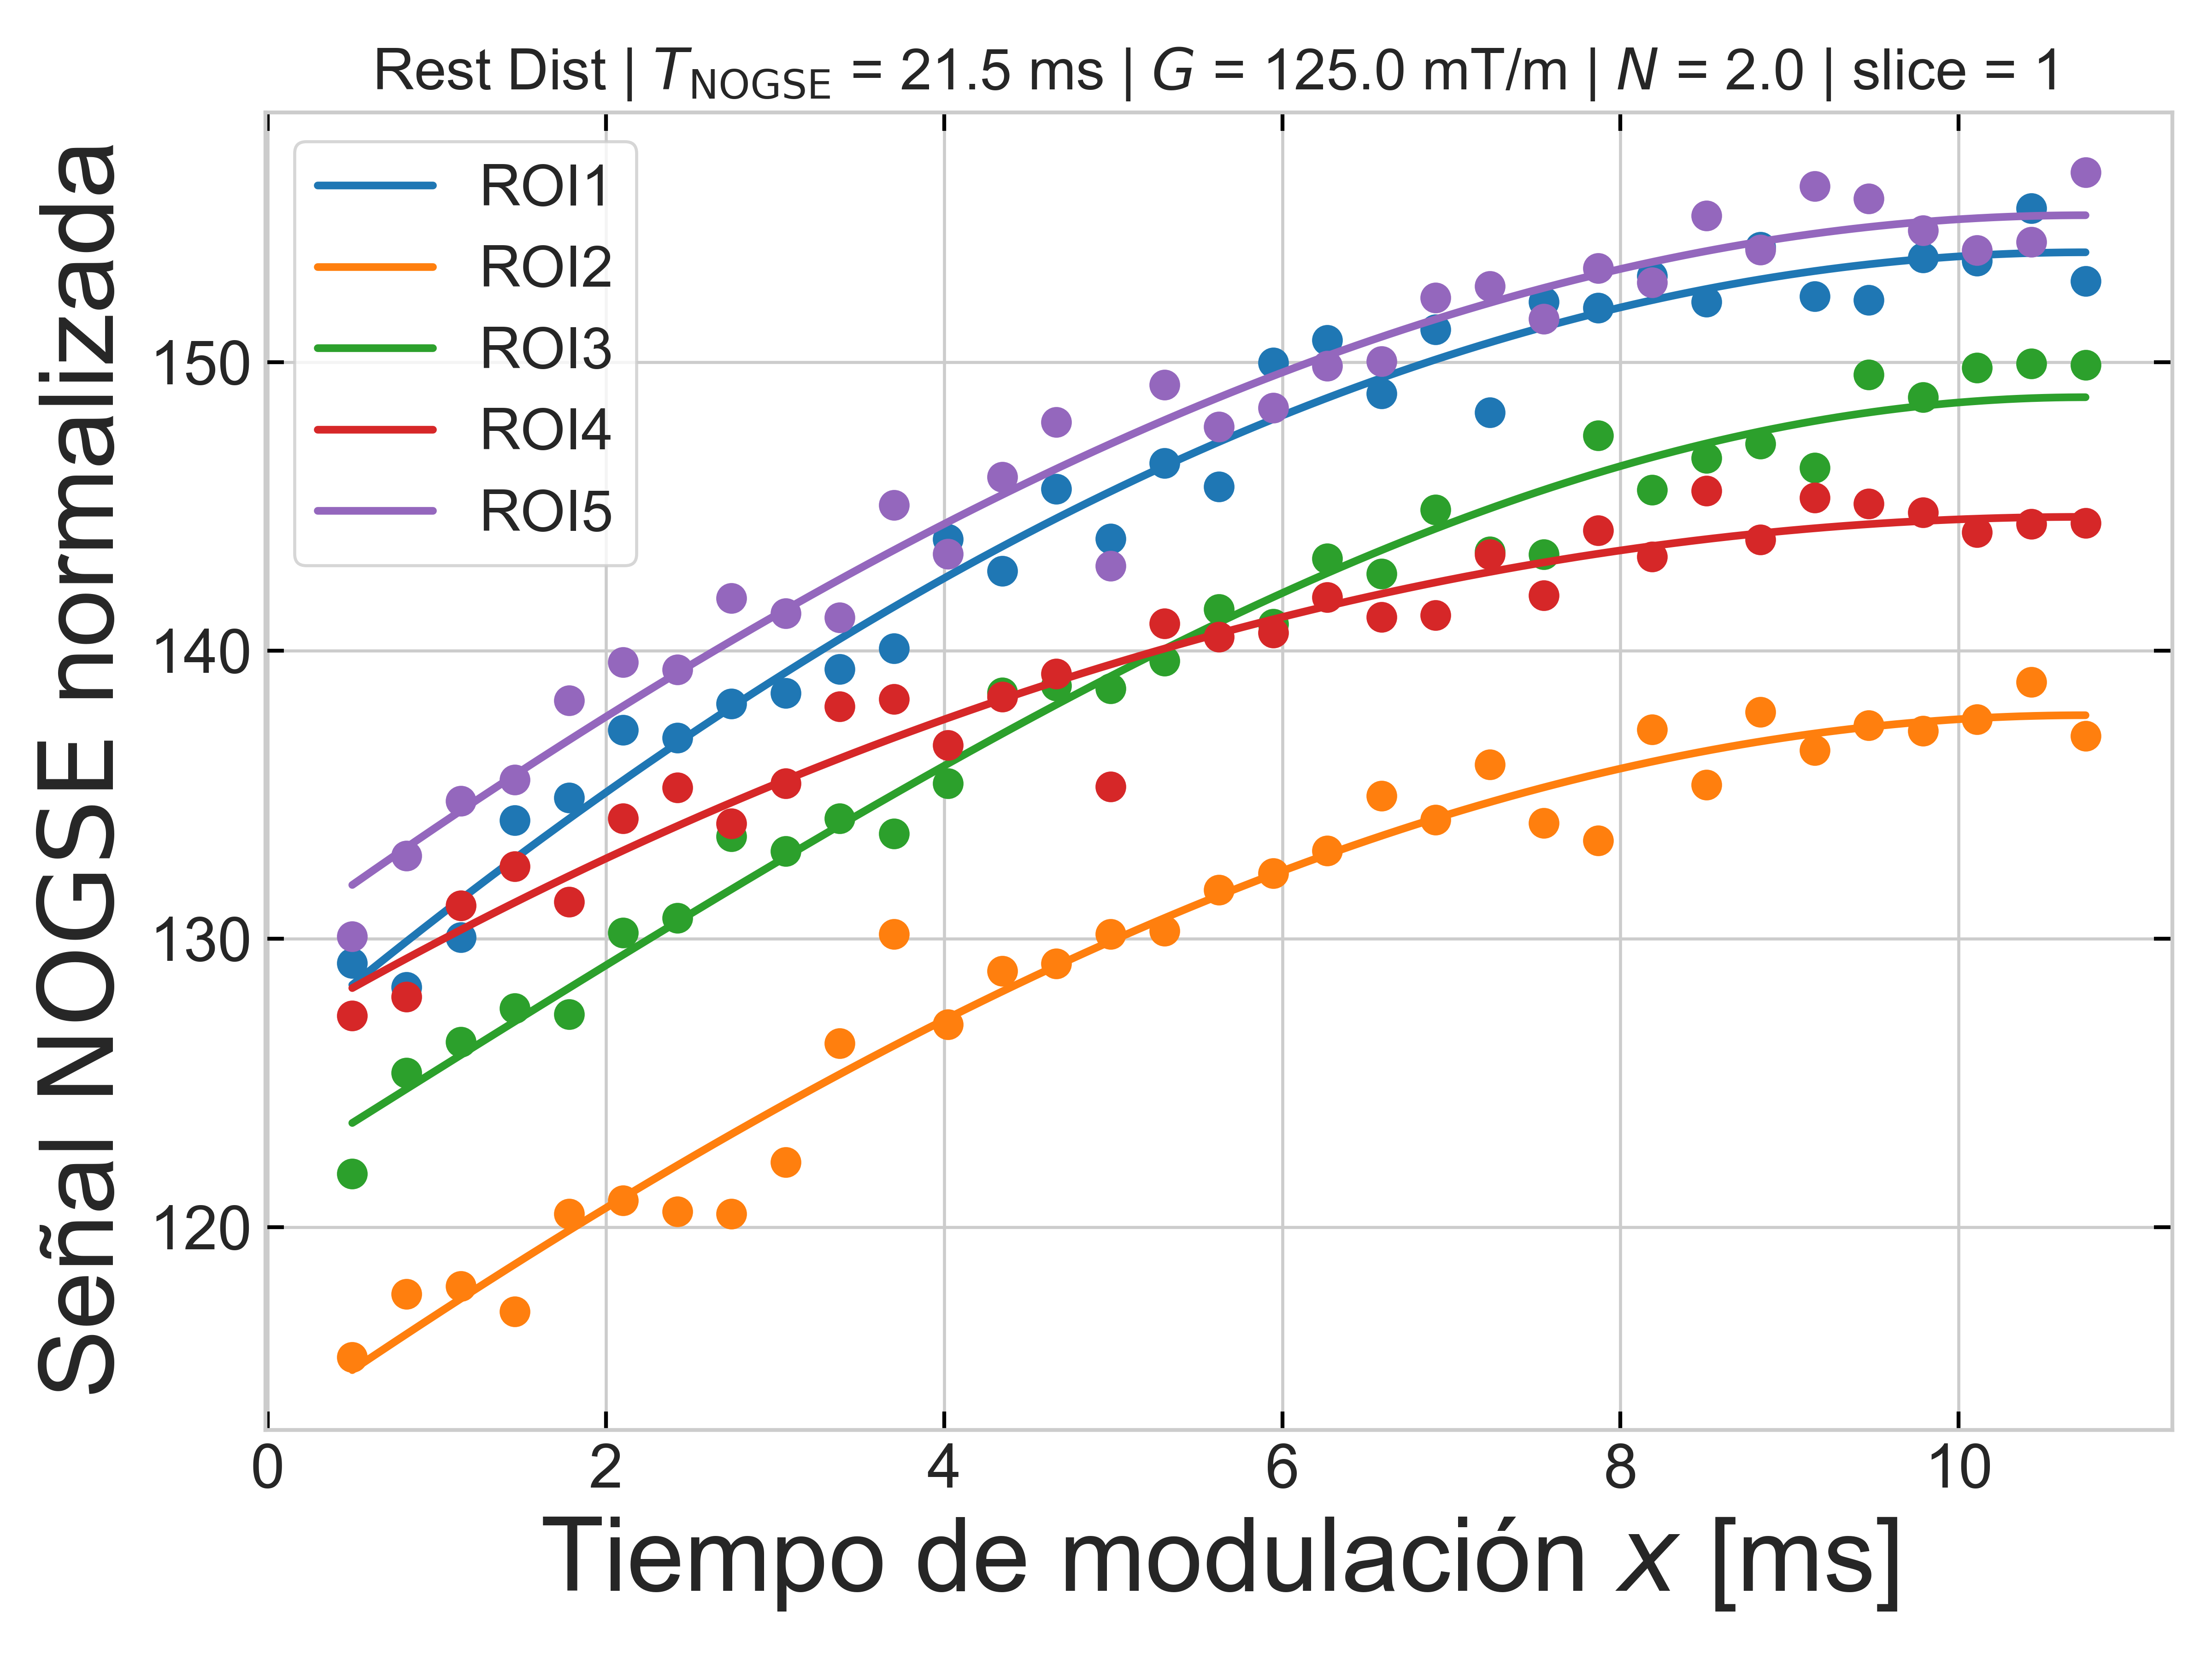 Rest Dist | T_NOGSE = 21.5 ms | G = 125.0 mT/m | N = 2.0 | slice = 1
ROI1
ROI2
ROI3
ROI4
ROI5
Señal NOGSE normalizada
150
140
130
120
0 2 4 6 8 10
Tiempo de modulación x [ms]